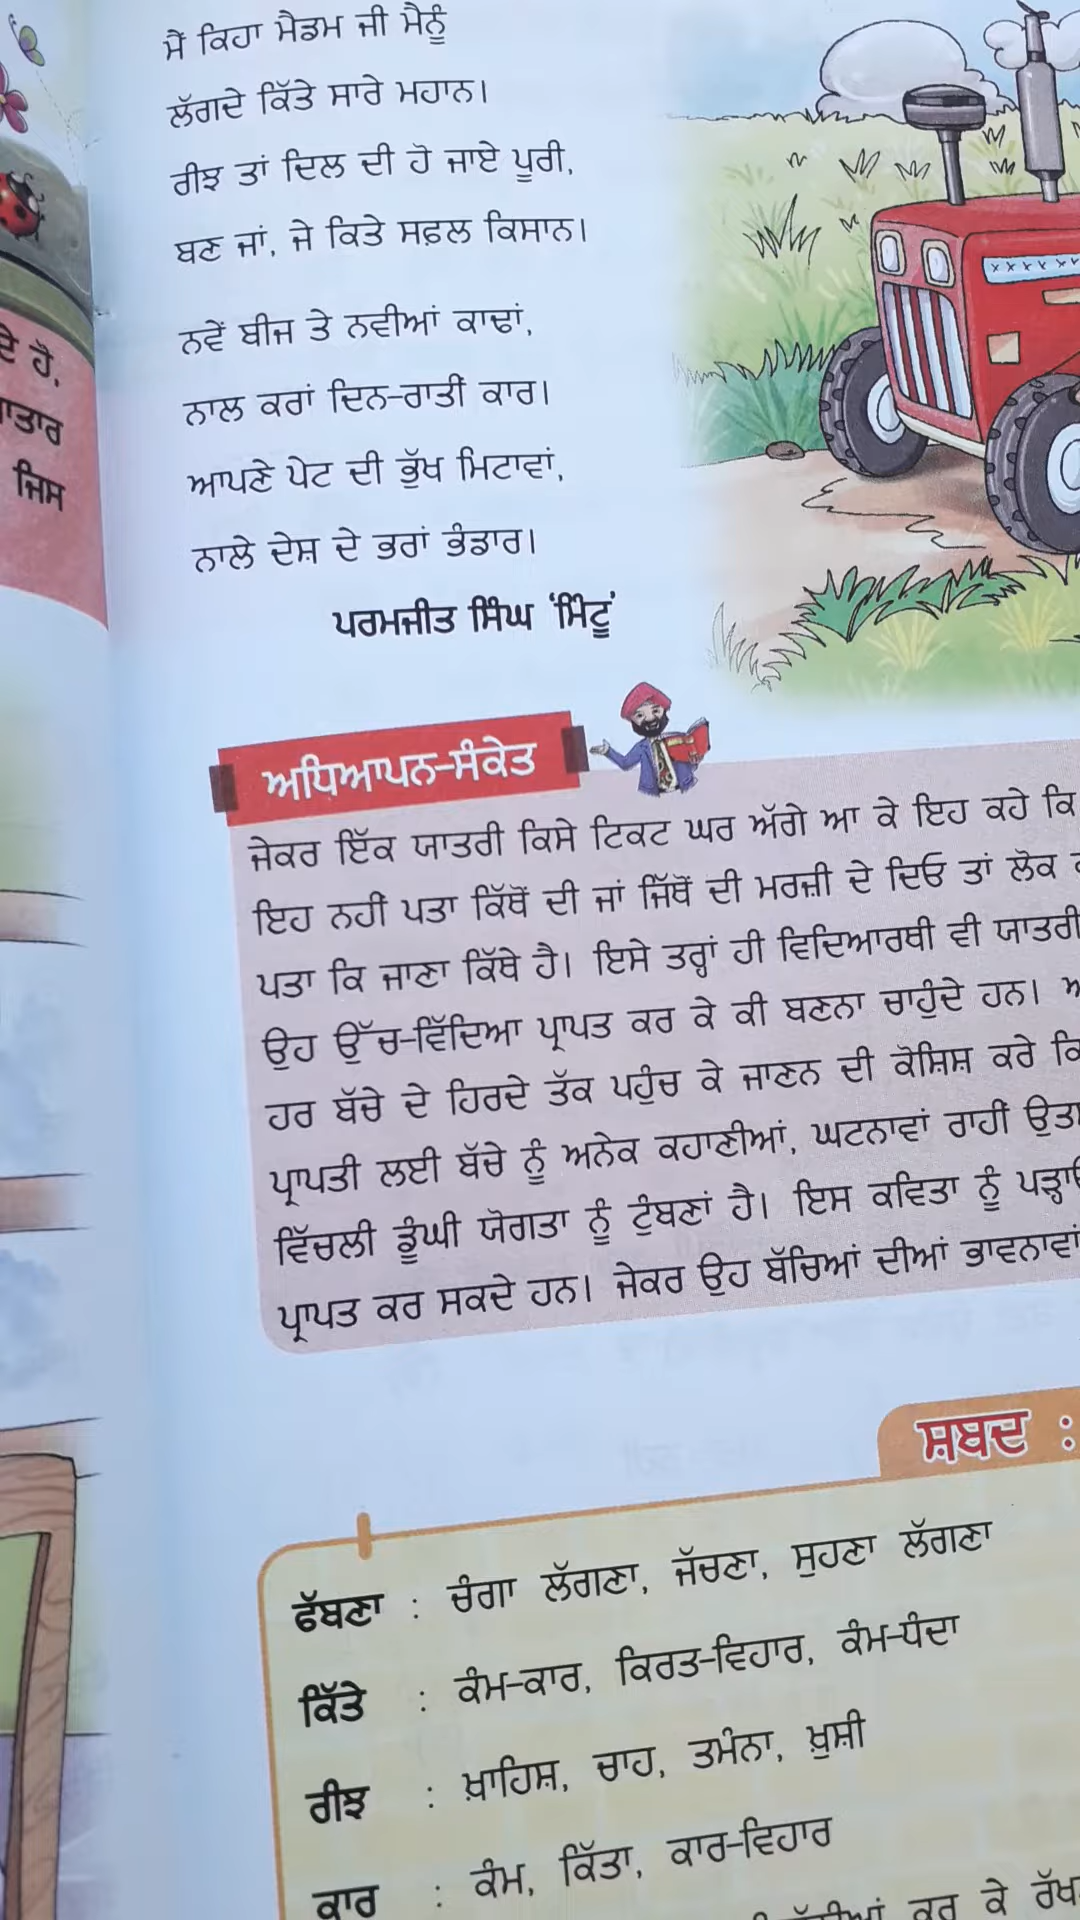 ਮੈਂ ਕਿਹਾ ਮੈਡਮ ਜੀ ਮੈਨੂੰ
ਲੱਗਦੇ ਕਿੱਤੇ ਸਾਰੇ ਮਹਾਨ।
ਰੀਝ ਤਾਂ ਦਿਲ ਦੀ ਹੋ ਜਾਏ ਪੂਰੀ,
ਬਣ ਜਾਂ, ਜੇ ਕਿਤੇ ਸਫ਼ਲ ਕਿਸਾਨ।
ਨਵੇਂ ਬੀਜ ਤੇ ਨਵੀਆਂ ਕਾਢਾਂ,
ਨਾਲ ਕਰਾਂ ਦਿਨ-ਰਾਤੀਂ ਕਾਰ।
ਆਪਣੇ ਪੇਟ ਦੀ ਭੁੱਖ ਮਿਟਾਵਾਂ,
ਨਾਲੇ ਦੇਸ਼ ਦੇ ਭਰਾਂ ਭੰਡਾਰ।
ਪਰਮਜੀਤ ਸਿੰਘ ‘ਮਿੰਟੂ’
ਦੇ ਹੋ,
ਜਿਸ
ਅਧਿਆਪਨ-ਸੰਕੇਤ
ਜੇਕਰ ਇੱਕ ਯਾਤਰੀ ਕਿਸੇ ਟਿਕਟ ਘਰ ਅੱਗੇ ਆ ਕੇ ਇਹ ਕਹੇ ਕਿ
ਇਹ ਨਹੀਂ ਪਤਾ ਕਿੱਥੋਂ ਦੀ ਜਾਂ ਜਿੱਥੋਂ ਦੀ ਮਰਜ਼ੀ ਦੇ ਦਿਓ ਤਾਂ ਲੋਕ
ਪਤਾ ਕਿ ਜਾਣਾ ਕਿੱਥੇ ਹੈ। ਇਸੇ ਤਰ੍ਹਾਂ ਹੀ ਵਿਦਿਆਰਥੀ ਵੀ ਯਾਤਰੀ
ਉਹ ਉੱਚ-ਵਿੱਦਿਆ ਪ੍ਰਾਪਤ ਕਰ ਕੇ ਕੀ ਬਣਨਾ ਚਾਹੁੰਦੇ ਹਨ।
ਹਰ ਬੱਚੇ ਦੇ ਹਿਰਦੇ ਤੱਕ ਪਹੁੰਚ ਕੇ ਜਾਣਨ ਦੀ ਕੋਸ਼ਿਸ਼ ਕਰੇ ਕਿ
ਪ੍ਰਾਪਤੀ ਲਈ ਬੱਚੇ ਨੂੰ ਅਨੇਕ ਕਹਾਣੀਆਂ, ਘਟਨਾਵਾਂ ਰਾਹੀਂ
ਵਿੱਚਲੀ ਡੂੰਘੀ ਯੋਗਤਾ ਨੂੰ ਟੁੰਬਣਾਂ ਹੈ। ਇਸ ਕਵਿਤਾ ਨੂੰ
ਪ੍ਰਾਪਤ ਕਰ ਸਕਦੇ ਹਨ। ਜੇਕਰ ਉਹ ਬੱਚਿਆਂ ਦੀਆਂ ਭਾਵਨਾਵਾਂ
ਸ਼ਬਦ :
ਫੱਬਣਾ : ਚੰਗਾ ਲੱਗਣਾ, ਜੱਚਣਾ, ਸੁਹਣਾ ਲੱਗਣਾ
ਕਿੱਤੇ : ਕੰਮ-ਕਾਰ, ਕਿਰਤ-ਵਿਹਾਰ, ਕੰਮ-ਧੰਦਾ
ਰੀਝ : ਖ਼ਾਹਿਸ਼, ਚਾਹ, ਤਮੰਨਾ, ਖ਼ੁਸ਼ੀ
ਕਾਰ : ਕੰਮ, ਕਿੱਤਾ, ਕਾਰ-ਵਿਹਾਰ
ਕਰ ਕੇ